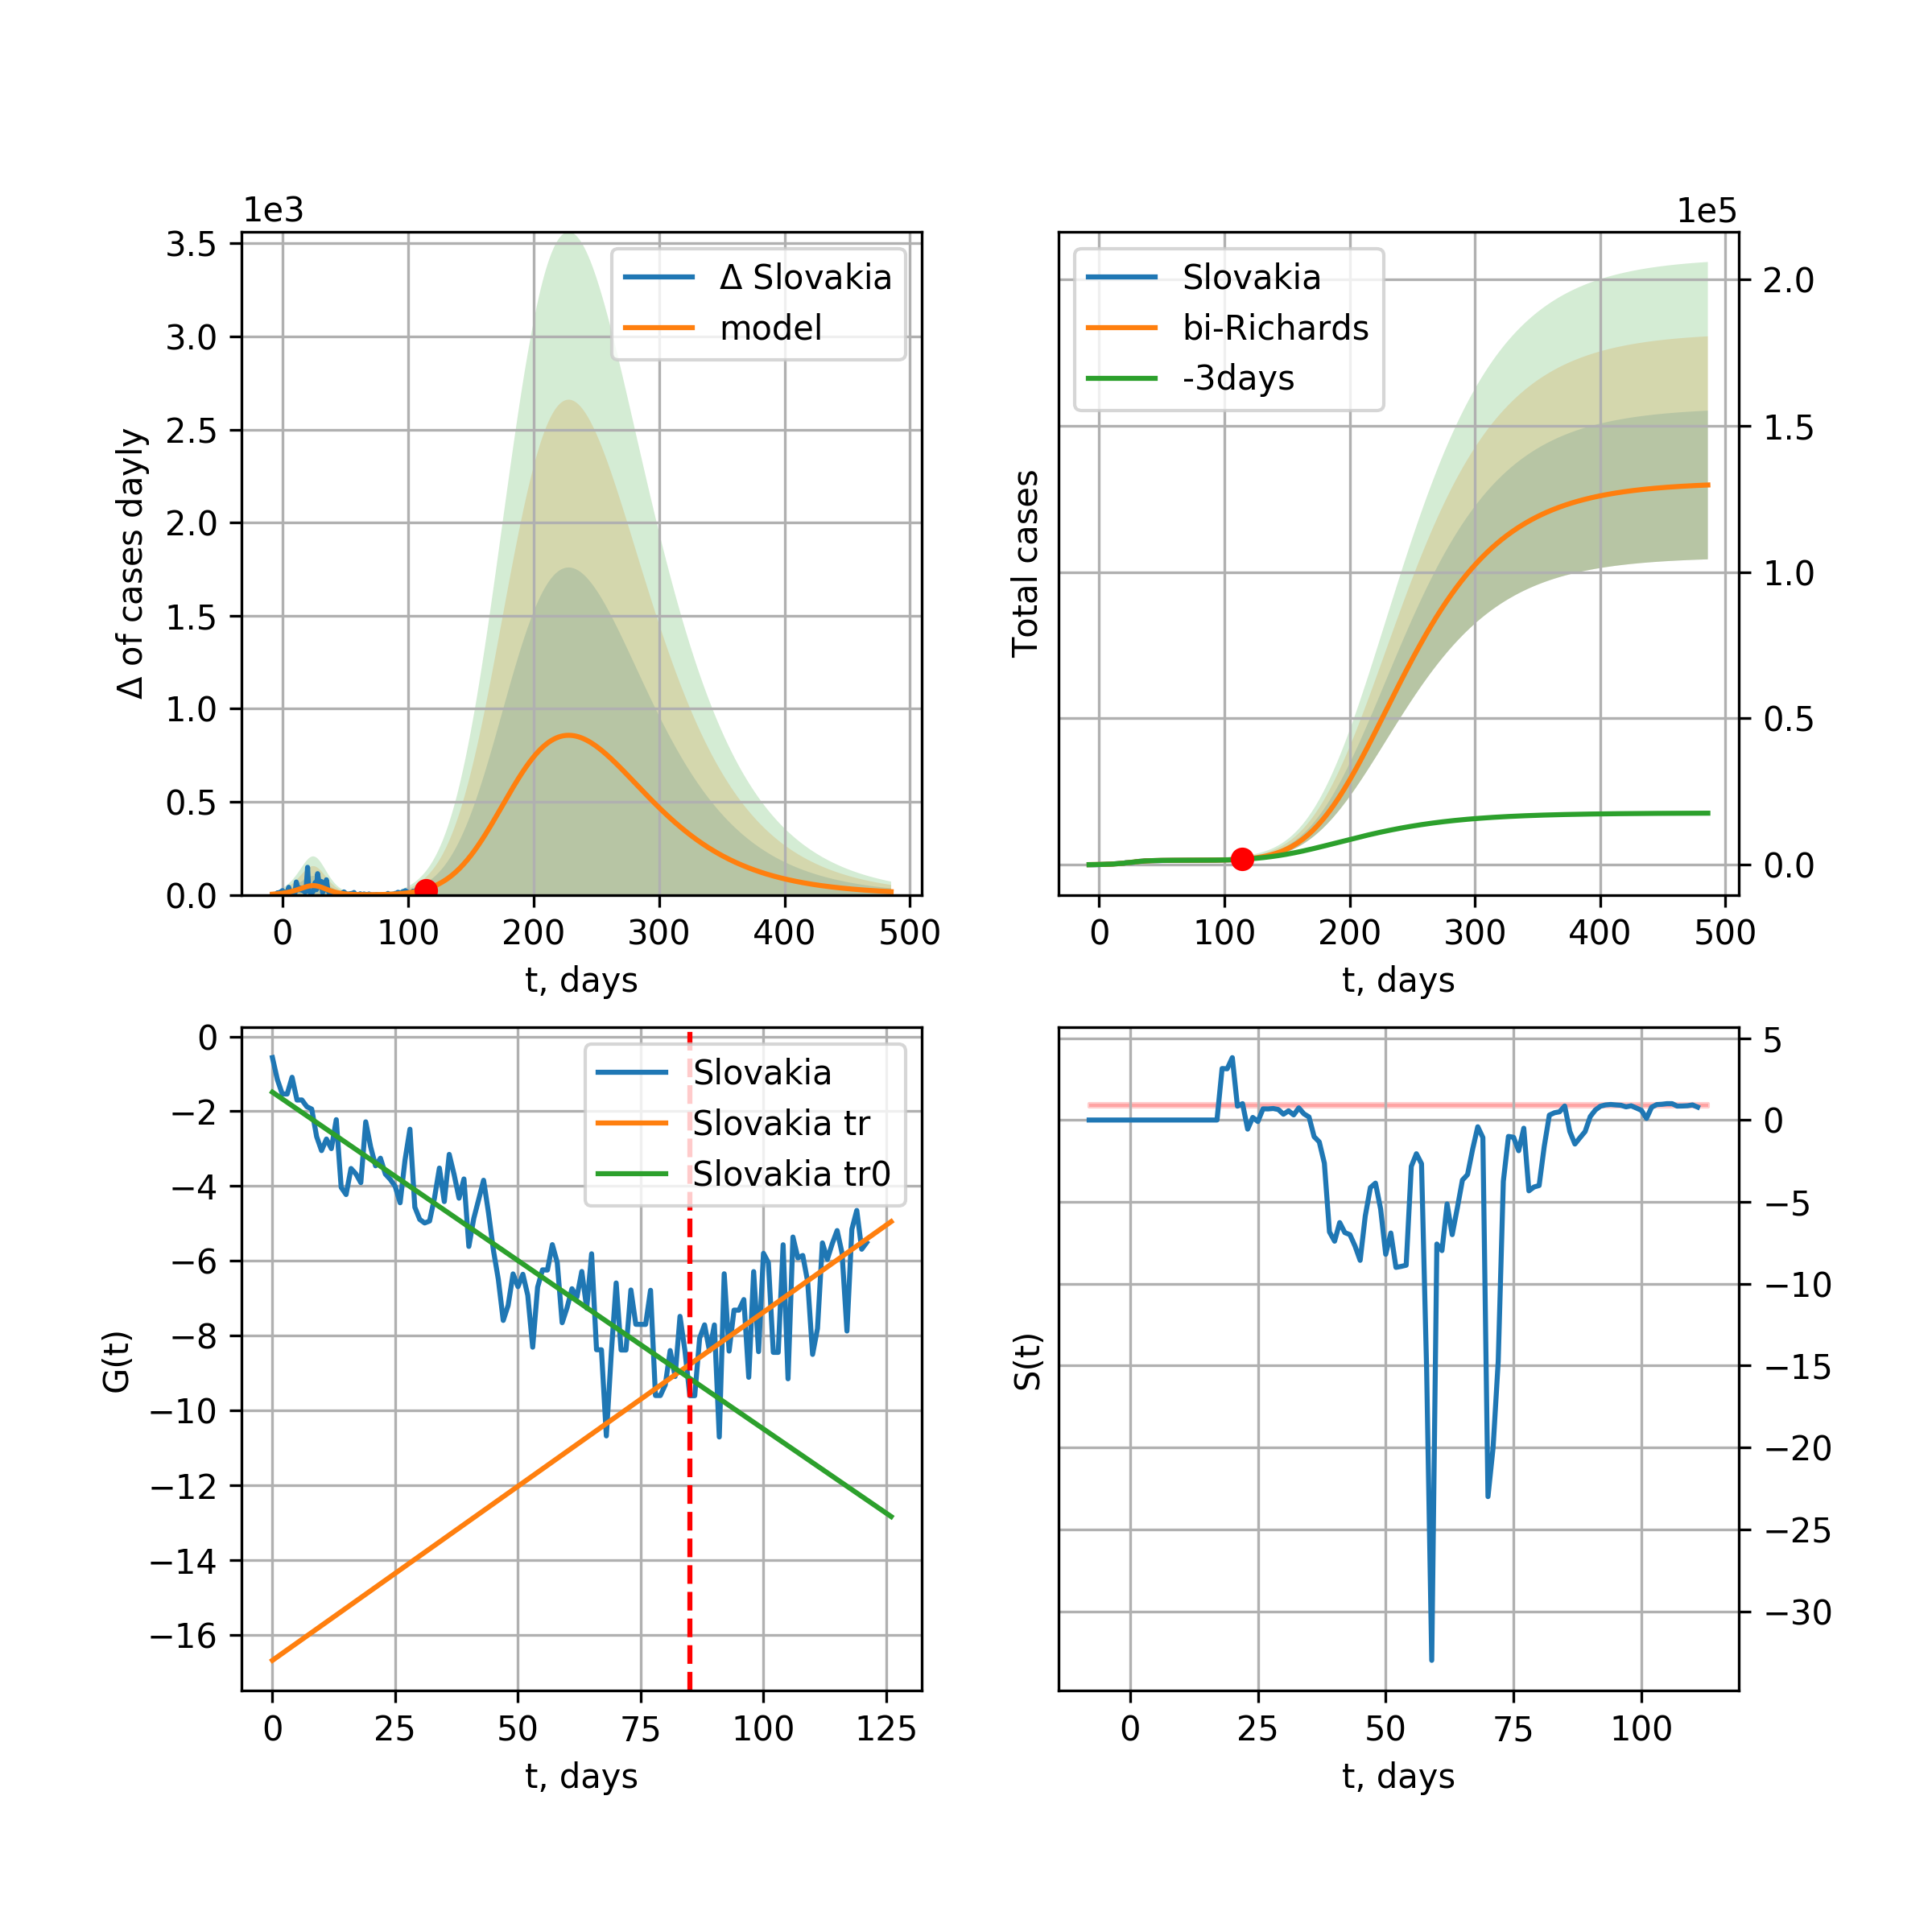 1e3
3.5
3.0
2.5
2.0
1.5
1.0
0.5
0.0
Δ of cases dayly
Δ Slovakia
model
0 100 200 300 400 500
t, days
1e5
Total cases
Slovakia
bi-Richards
-3days
2.0
1.5
1.0
0.5
0.0
0 100 200 300 400 500
t, days
0
−2
−4
−6
−8
−10
−12
−14
−16
G(t)
Slovakia
Slovakia tr
Slovakia tr0
0 25 50 75 100 125
t, days
S(t)
5
0
−5
−10
−15
−20
−25
−30
0 25 50 75 100
t, days